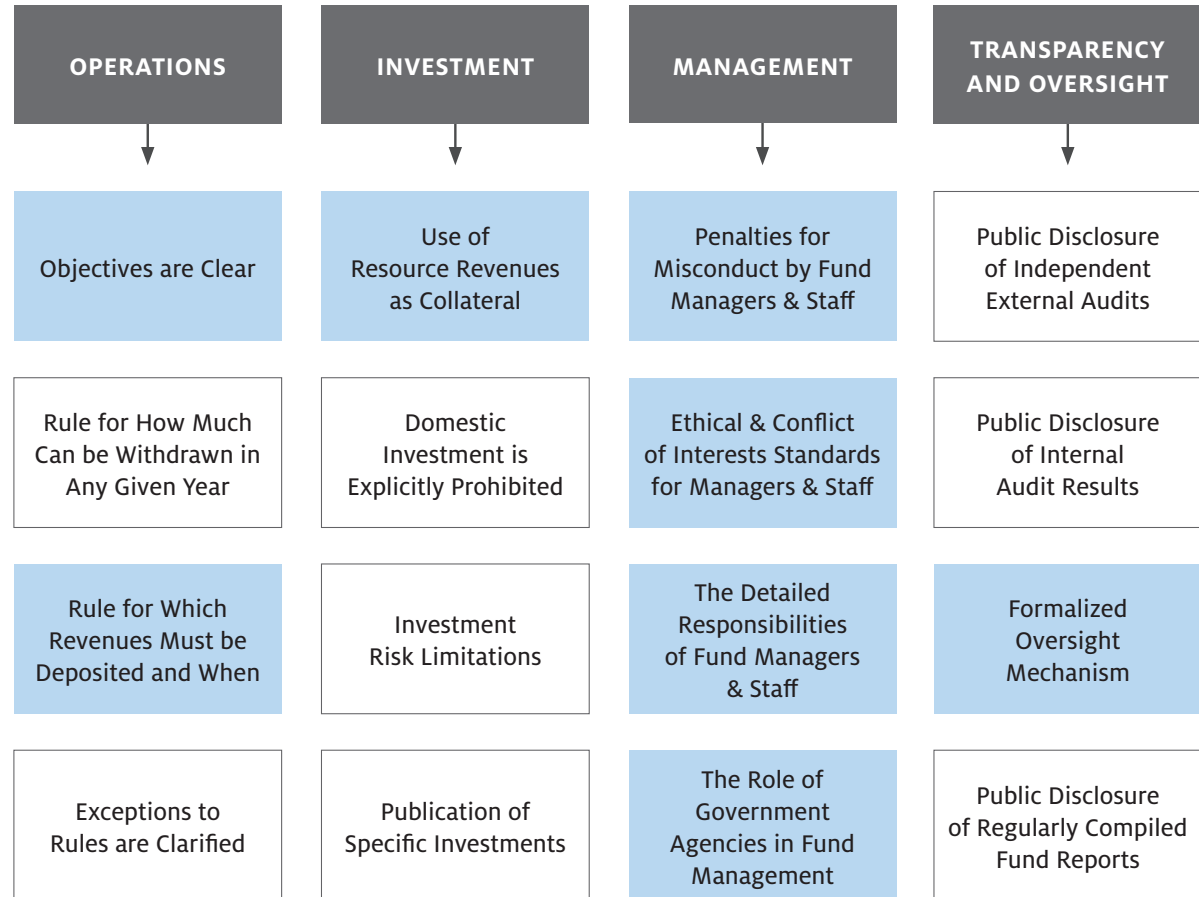 OPERATIONS
INVESTMENT
MANAGEMENT
TRANSPARENCY
AND OVERSIGHT
Objectives are Clear
Use of
Resource Revenues
as Collateral
Penalties for
Misconduct by Fund
Managers & Staff
Public Disclosure
of Independent
External Audits
Rule for How Much
Can be Withdrawn in
Any Given Year
Domestic
Investment is
Explicitly Prohibited
Ethical & Conflict
of Interests Standards
for Managers & Staff
Public Disclosure
of Internal
Audit Results
Rule for Which
Revenues Must be
Deposited and When
Investment
Risk Limitations
The Detailed
Responsibilities
of Fund Managers
& Staff
Formalized
Oversight
Mechanism
Exceptions to
Rules are Clarified
Publication of
Specific Investments
The Role of
Government
Agencies in Fund
Management
Public Disclosure
of Regularly Compiled
Fund Reports